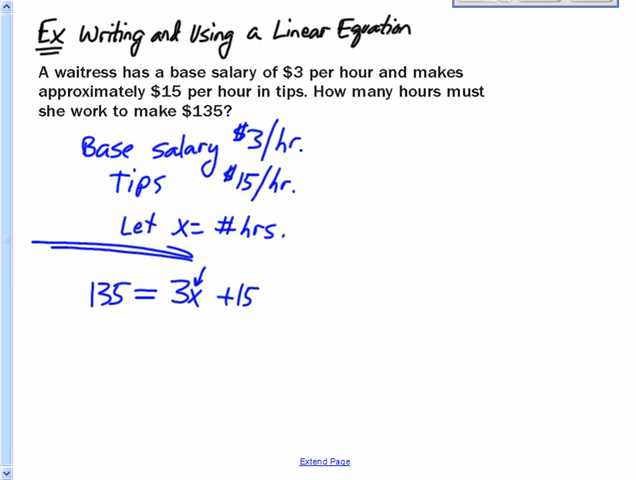 Ex Writing and Using a Linear Equation
A waitress has a base salary of $3 per hour and makes
approximately $15 per hour in tips. How many hours must
she work to make $135?
Base salary $3/hr.
Tips $15/hr.
Let x = # hrs.
135 = 3x + 15
Extend Page